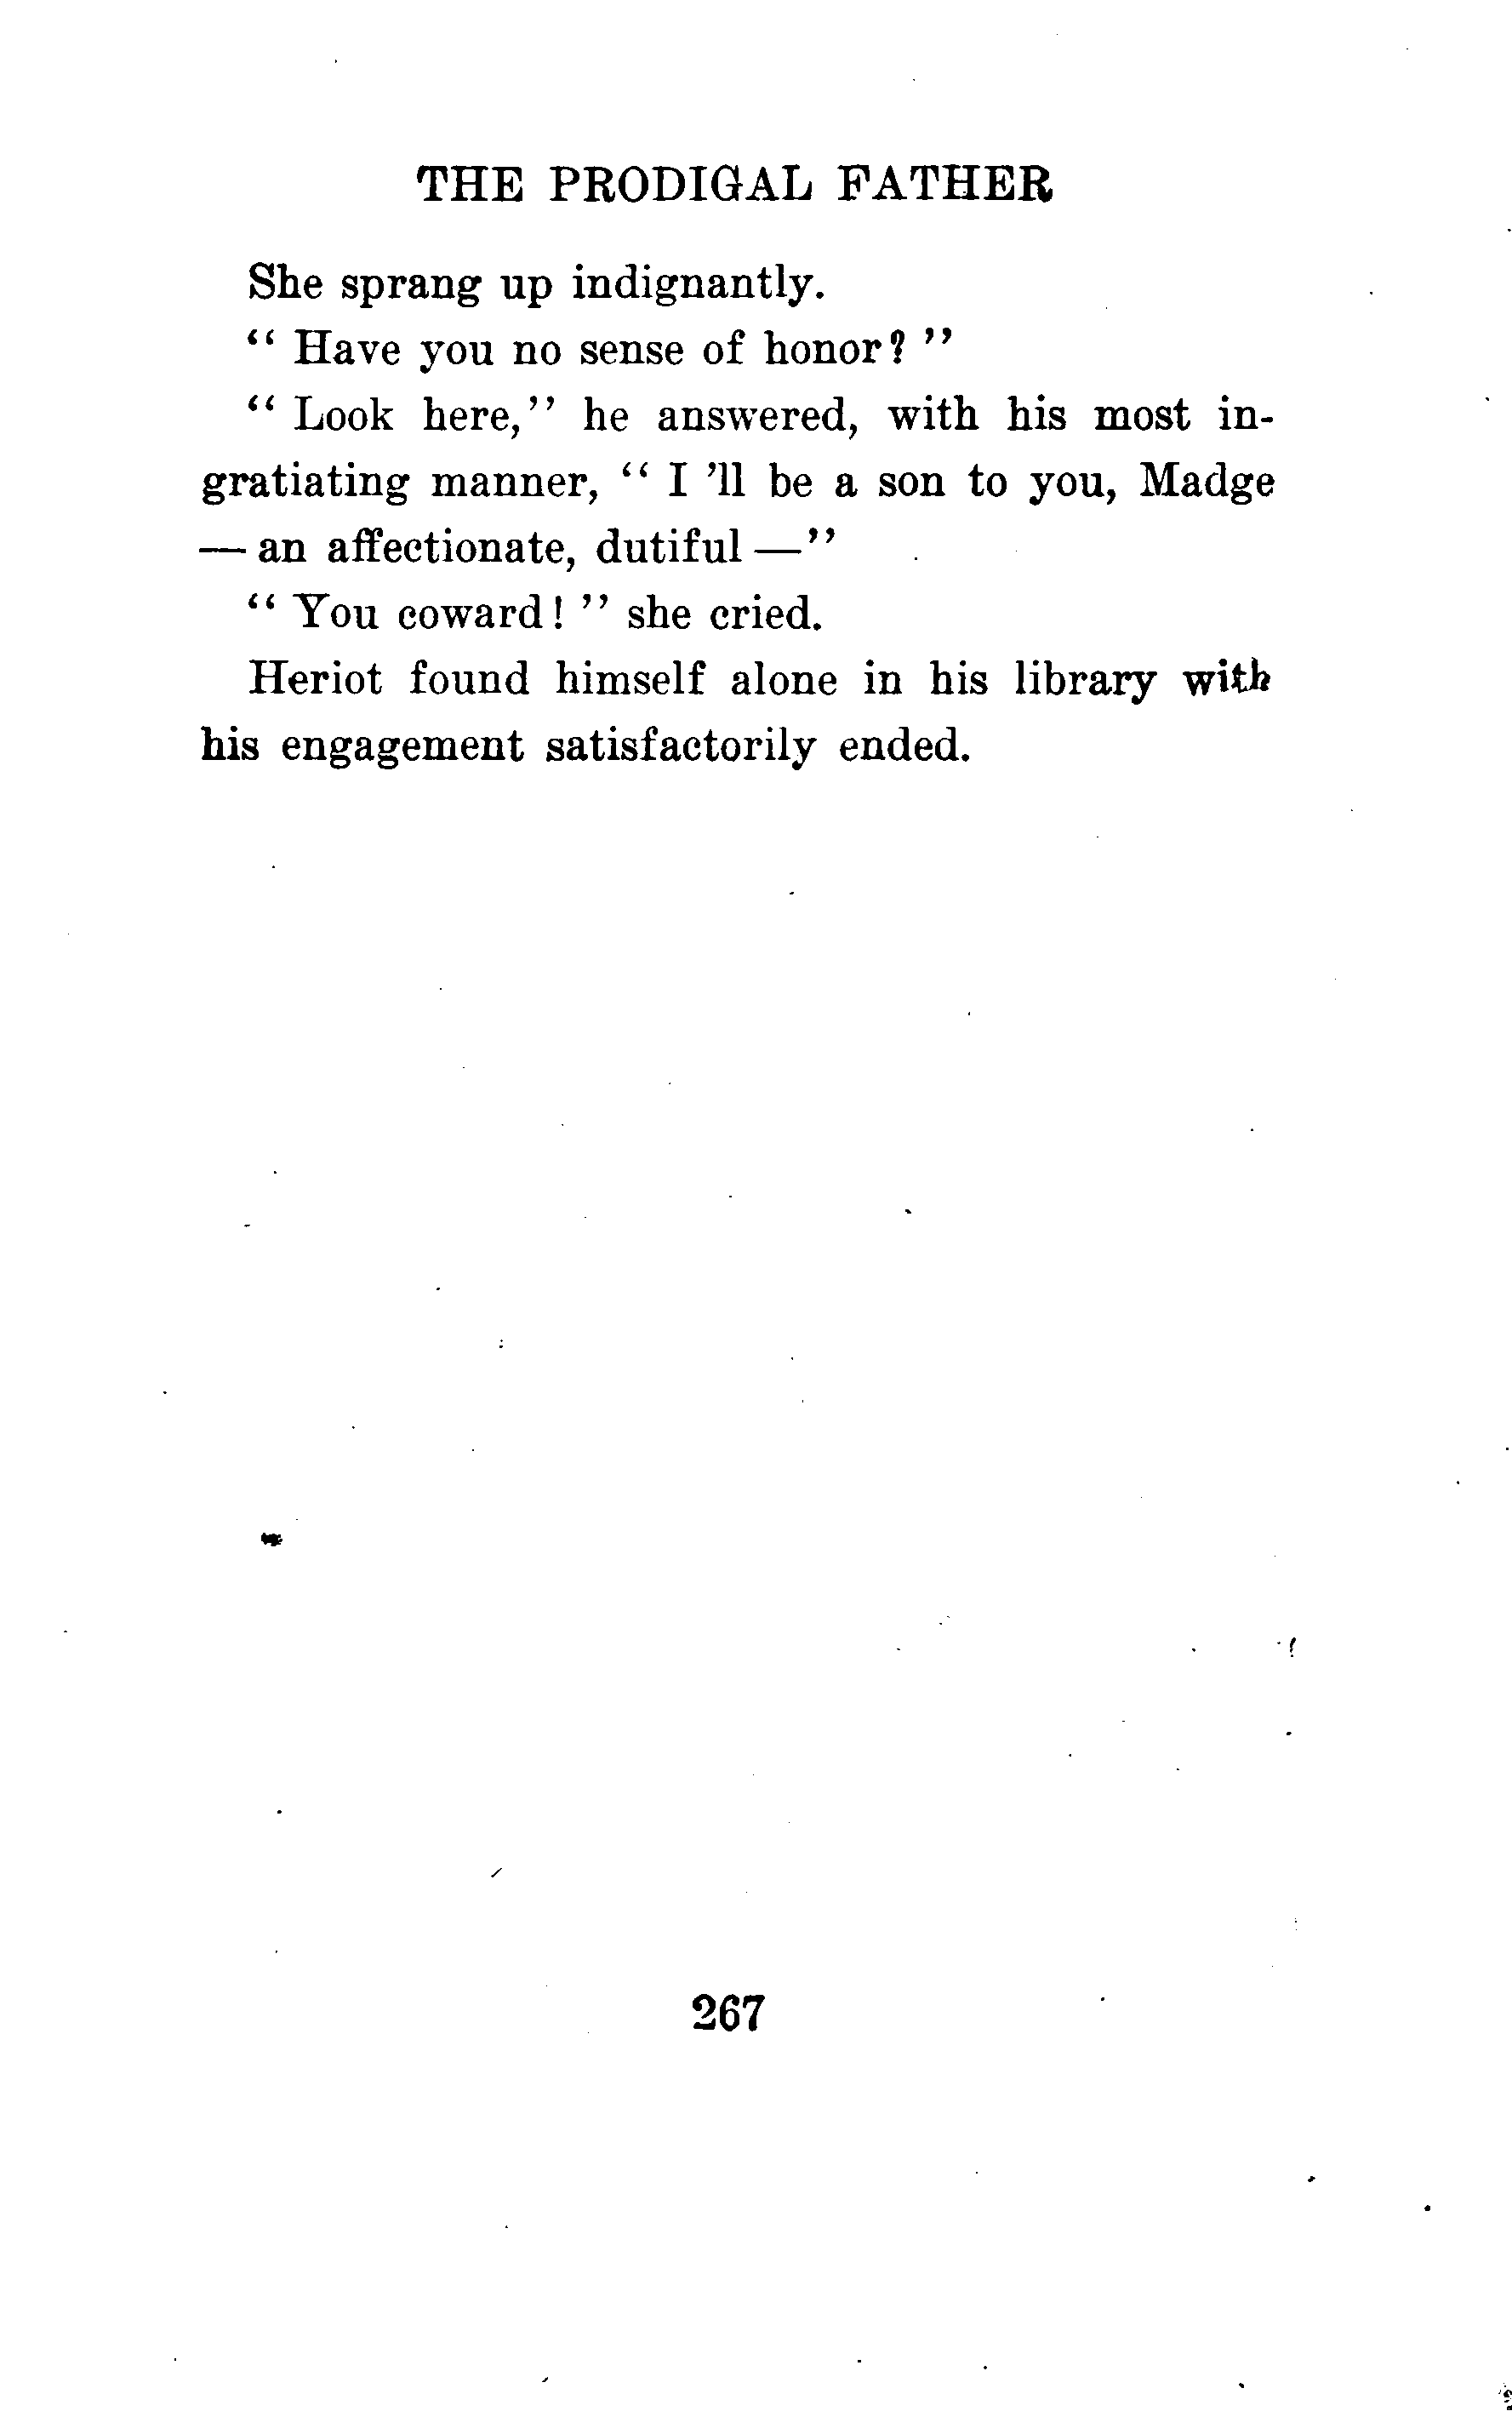 THE PRODIGAL FATHER
She sprang up indignantly.
“ Have you no sense of honor? ”
“ Look here,” he answered, with his most in-
gratiating manner, “ I ’ll be a son to you, Madge
— an affectionate, dutiful —”
“ You coward! ” she cried.
Heriot found himself alone in his library with
his engagement satisfactorily ended.
267